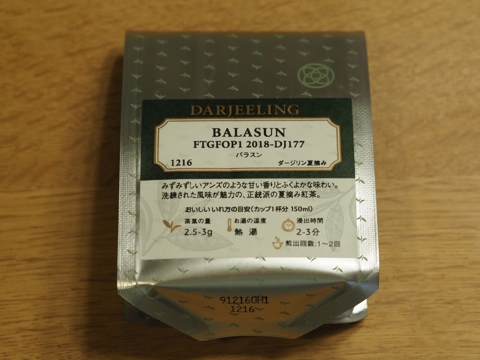 DARJEELING
BALASUN
FTGFOP1 2018-DJ177
バラスン
1216 ダージリン夏摘み
みずみずしいアンズのような甘い香りとふくよかな味わい。
洗練された風味が魅力の、正統派の夏摘み紅茶。
おいしいいれ方の目安(カップ1杯分 150ml)
茶葉の量 お湯の温度 浸出時間
2.5-3g 熱湯 2-3分
煎出回数:1~2回
91216OH1
1216